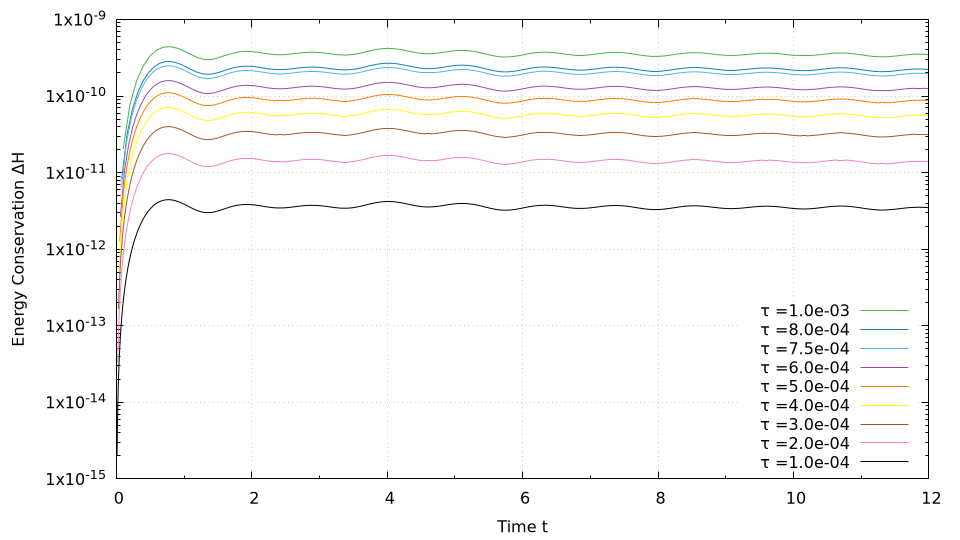 1x10-9
1x10-10
1x10-11
1x10-12
1x10-13
1x10-14
1x10-15
Energy Conservation ΔH
τ =1.0e-03
τ =8.0e-04
τ =7.5e-04
τ =6.0e-04
τ =5.0e-04
τ =4.0e-04
τ =3.0e-04
τ =2.0e-04
τ =1.0e-04
0 2 4 6 8 10 12
Time t